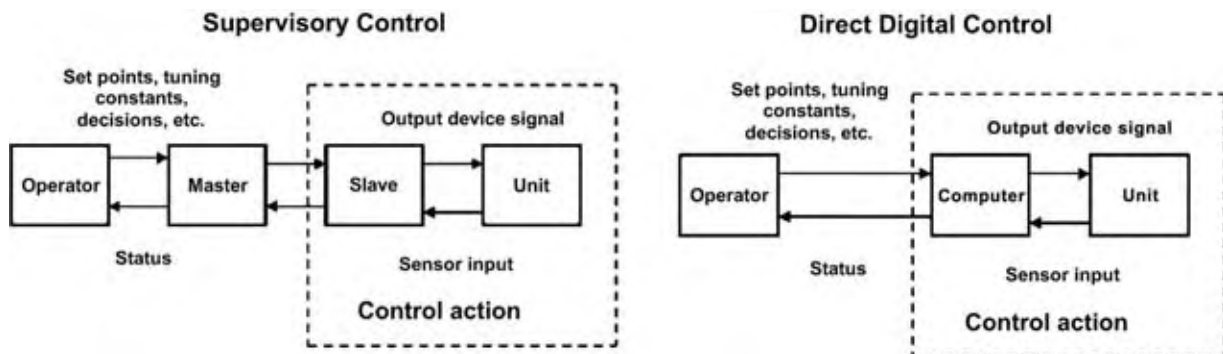 Supervisory Control
Set points, tuning
constants,
decisions, etc.
Output device signal
Operator
Master
Slave
Unit
Status
Sensor input
Control action
Direct Digital Control
Set points, tuning
constants,
decisions, etc.
Output device signal
Operator
Computer
Unit
Status
Sensor input
Control action